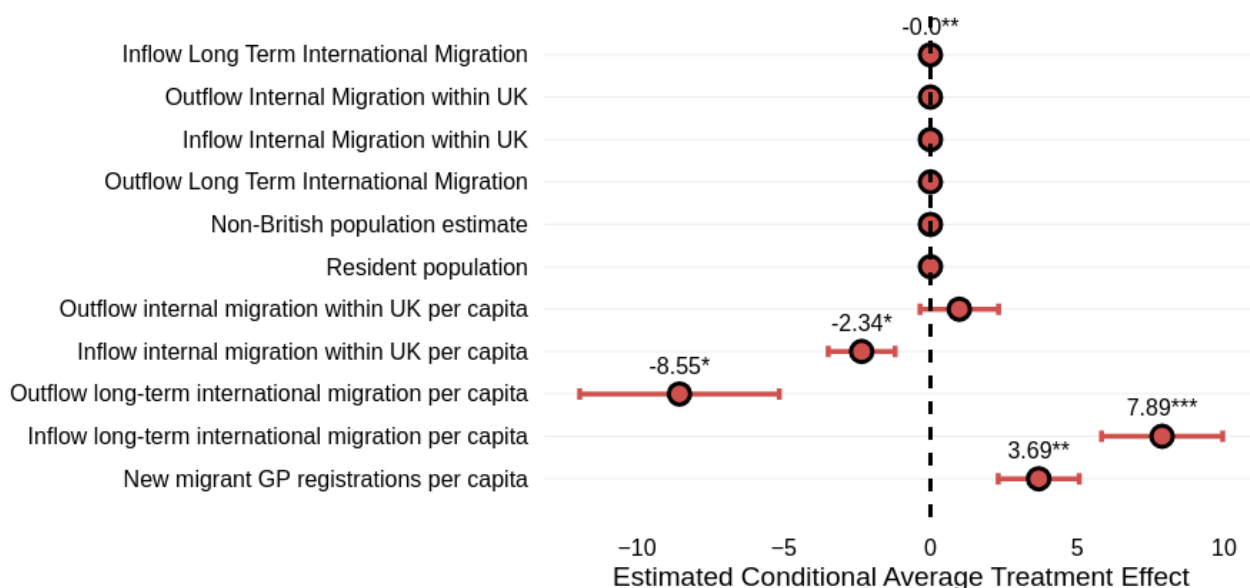 -0.0**
Inflow Long Term International Migration
Outflow Internal Migration within UK
Inflow Internal Migration within UK
Outflow Long Term International Migration
Non-British population estimate
Resident population
Outflow internal migration within UK per capita
-2.34*
Inflow internal migration within UK per capita
-8.55*
Outflow long-term international migration per capita
7.89***
Inflow long-term international migration per capita
3.69**
New migrant GP registrations per capita
−10 −5 0 5 10
Estimated Conditional Average Treatment Effect